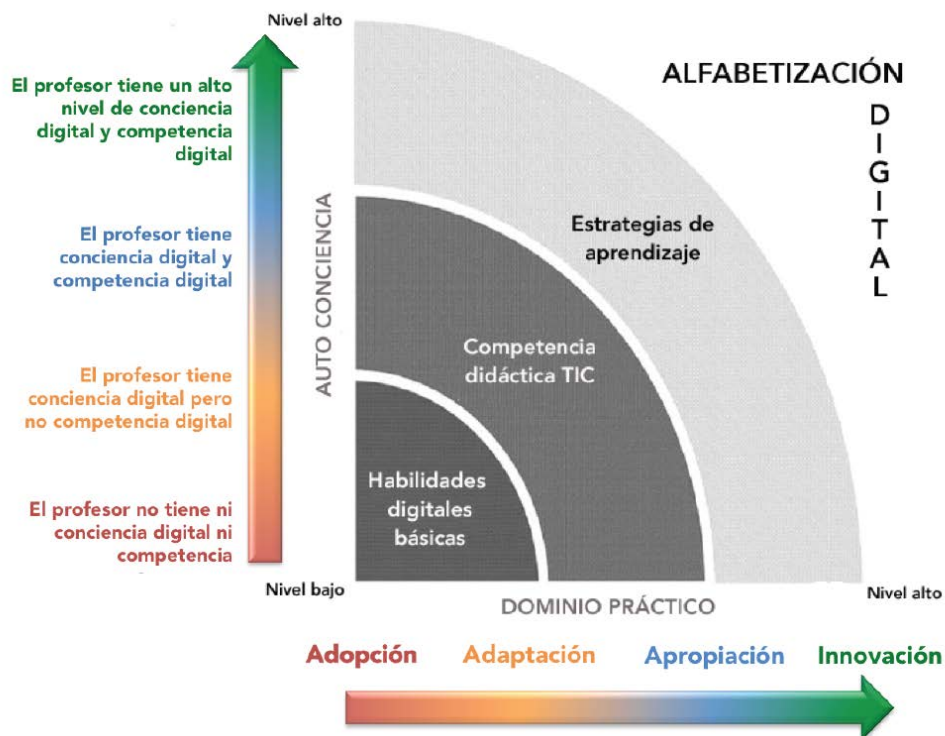 Nivel alto
El profesor tiene un alto
nivel de conciencia
digital y competencia
digital
El profesor tiene
conciencia digital y
competencia digital
El profesor tiene
conciencia digital pero
no competencia digital
El profesor no tiene ni
conciencia digital ni
competencia
Nivel bajo
AUTO CONCIENCIA
ALFABETIZACIÓN
DIGITAL
Estrategias de
aprendizaje
Competencia
didáctica TIC
Habilidades
digitales
básicas
DOMINIO PRÁCTICO
Nivel alto
Adopción Adaptación Apropiación Innovación